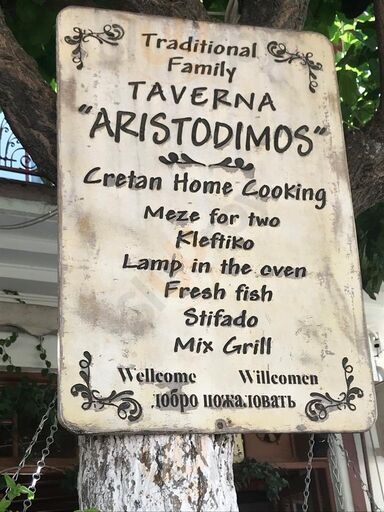 Traditional
Family
TAVERNA
"ARISTODIMOS"
Cretan Home Cooking
Meze for two
Kleftiko
Lamp in the oven
Fresh fish
Stifado
Mix Grill
Wellcome Willcomen
добро пожаловать